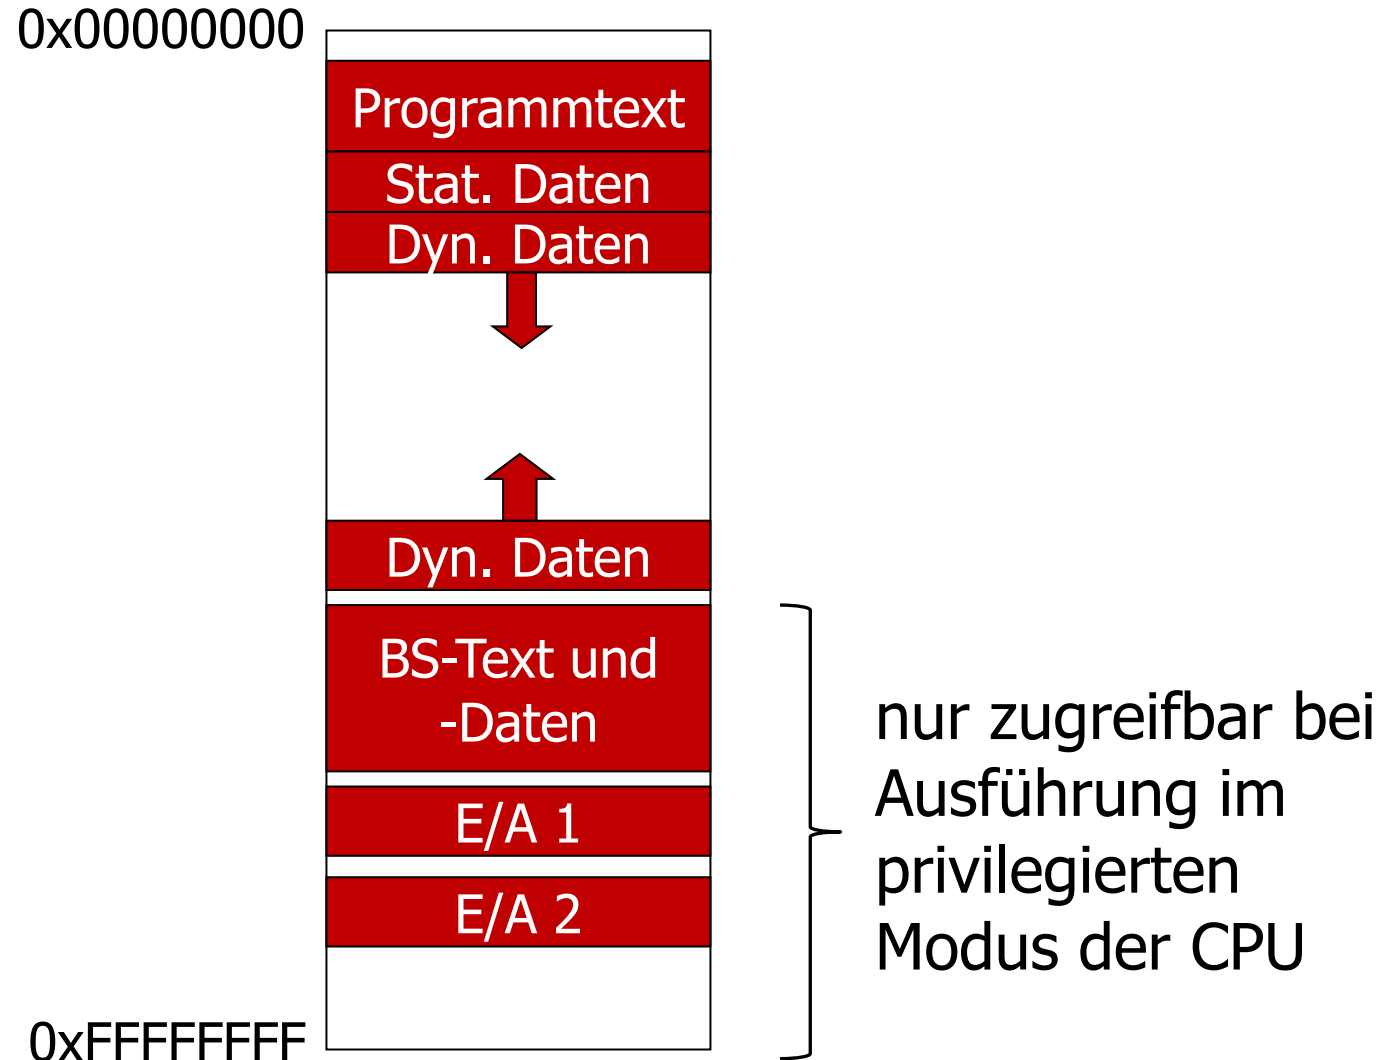 0x00000000
Programmtext
Stat. Daten
Dyn. Daten
Dyn. Daten
BS-Text und
-Daten
E/A 1
E/A 2
nur zugreifbar bei
Ausführung im
privilegierten
Modus der CPU
0xFFFFFFFF